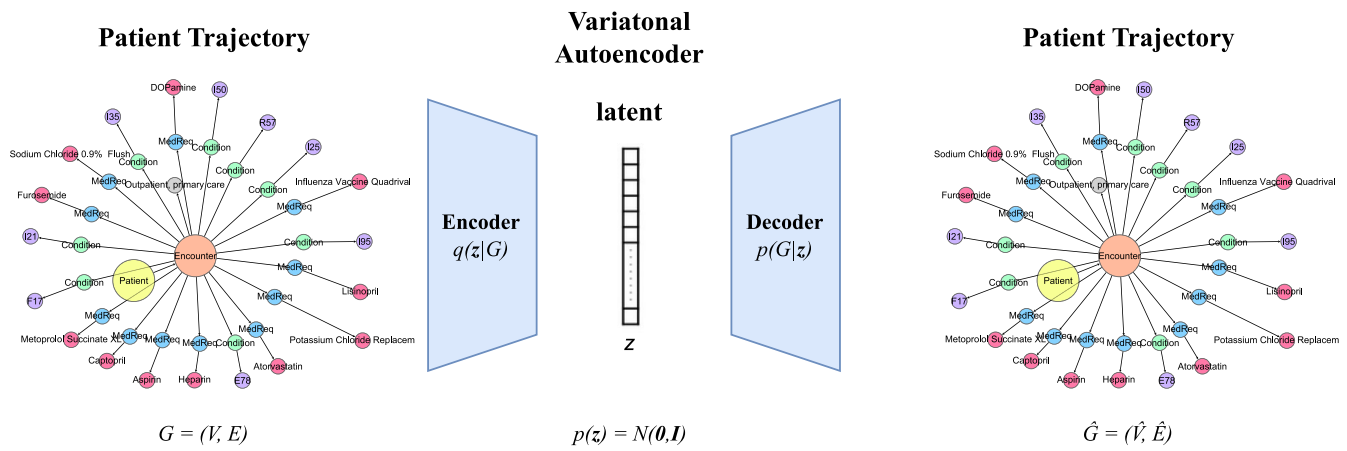 Patient Trajectory
DOPamine
I50
I35
R57
MedReq
Condition
I25
Sodium Chloride 0.9% Flush
Condition
Condition
MedReq
Outpatient, primary care
Condition
Influenza Vaccine Quadrival
Furosemide
MedReq
MedReq
I21
Condition
Condition
I95
Encounter
MedReq
Condition
Patient
Lisinopril
F17
MedReq
MedReq
MedReq
Metoprolol Succinate XL
MedReq
MedReq
MedReq
Condition
Potassium Chloride Replacem
Captopril
Atorvastatin
Aspirin
Heparin
E78
G = (V, E)
Variatonal
Autoencoder
latent
Encoder
q(z|G)
z
p(z) = N(0,I)
Decoder
p(G|z)
Patient Trajectory
DOPamine
I50
I35
R57
MedReq
Condition
I25
Sodium Chloride 0.9% Flush
Condition
Condition
MedReq
Outpatient, primary care
Condition
Influenza Vaccine Quadrival
Furosemide
MedReq
MedReq
I21
Condition
Condition
I95
Encounter
MedReq
Condition
Patient
Lisinopril
F17
MedReq
MedReq
MedReq
Metoprolol Succinate XL
MedReq
MedReq
MedReq
Condition
Potassium Chloride Replacem
Captopril
Atorvastatin
Aspirin
Heparin
E78
Ĝ = (V̂, Ê)